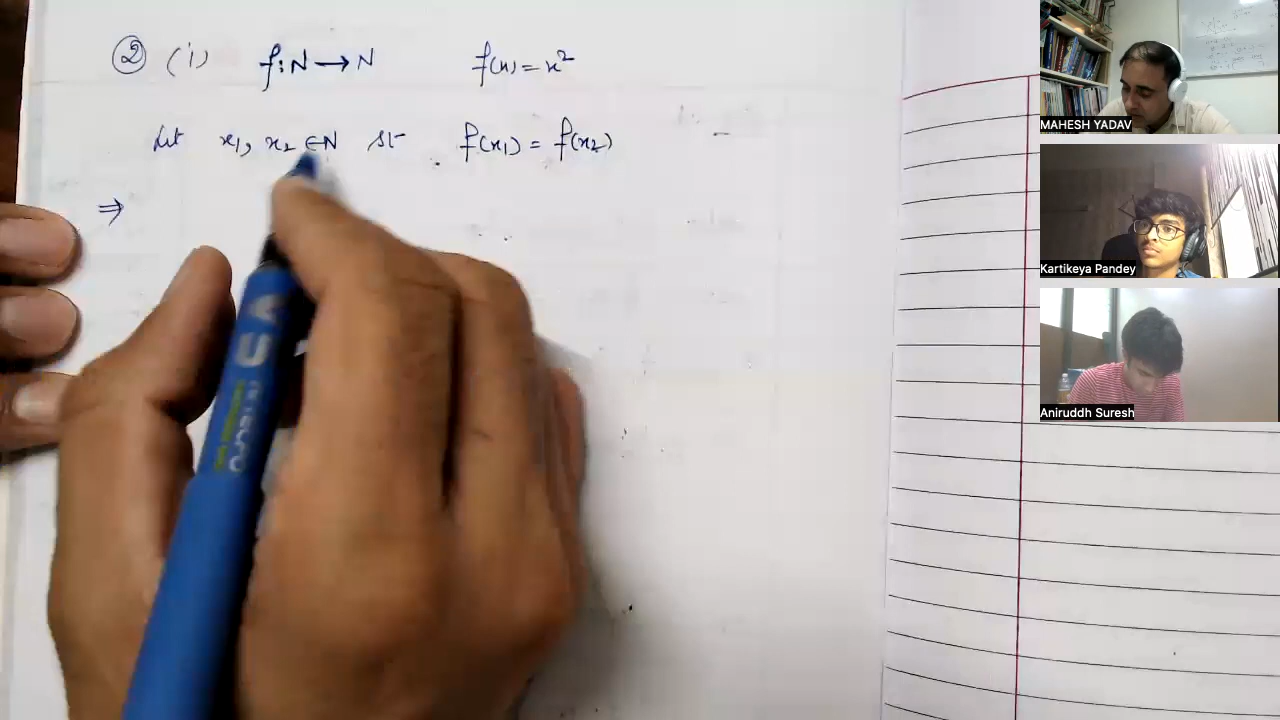 ② (i) f:N→N f(x)=x²
Let x₁, x₂ ∈N st f(x₁) = f(x₂)
⇒
MAHESH YADAV
Kartikeya Pandey
Aniruddh Suresh